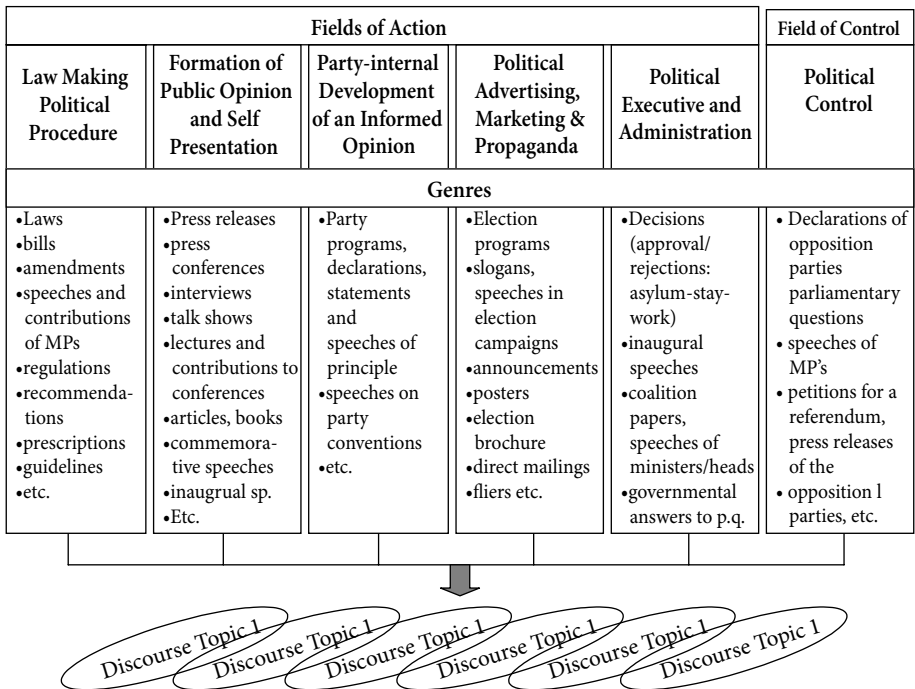 Fields of Action
Field of Control
Law Making
Political
Procedure
Formation of
Public Opinion
and Self
Presentation
Party-internal
Development
of an Informed
Opinion
Political
Advertising,
Marketing &
Propaganda
Political
Executive and
Administration
Political
Control
Genres
•Laws
•bills
•amendments
•speeches and
contributions
of MPs
•regulations
•recommenda-
tions
•prescriptions
•guidelines
•etc.
•Press releases
•press
conferences
•interviews
•talk shows
•lectures and
contributions to
conferences
•articles, books
•commemora-
tive speeches
•inaugrual sp.
•Etc.
•Party
programs,
declarations,
statements
and
speeches of
principle
•speeches on
party
conventions
•etc.
•Election
programs
•slogans,
speeches in
election
campaigns
•announcements
•posters
•election
brochure
•direct mailings
•fliers etc.
•Decisions
(approval/
rejections:
asylum-stay-
work)
•inaugural
speeches
•coalition
papers,
speeches of
ministers/heads
•governmental
answers to p.q.
• Declarations of
opposition
parties
parliamentary
questions
• speeches of
MP's
• petitions for a
referendum,
press releases
of the
• opposition l
parties, etc.
Discourse Topic 1
Discourse Topic 1
Discourse Topic 1
Discourse Topic 1
Discourse Topic 1